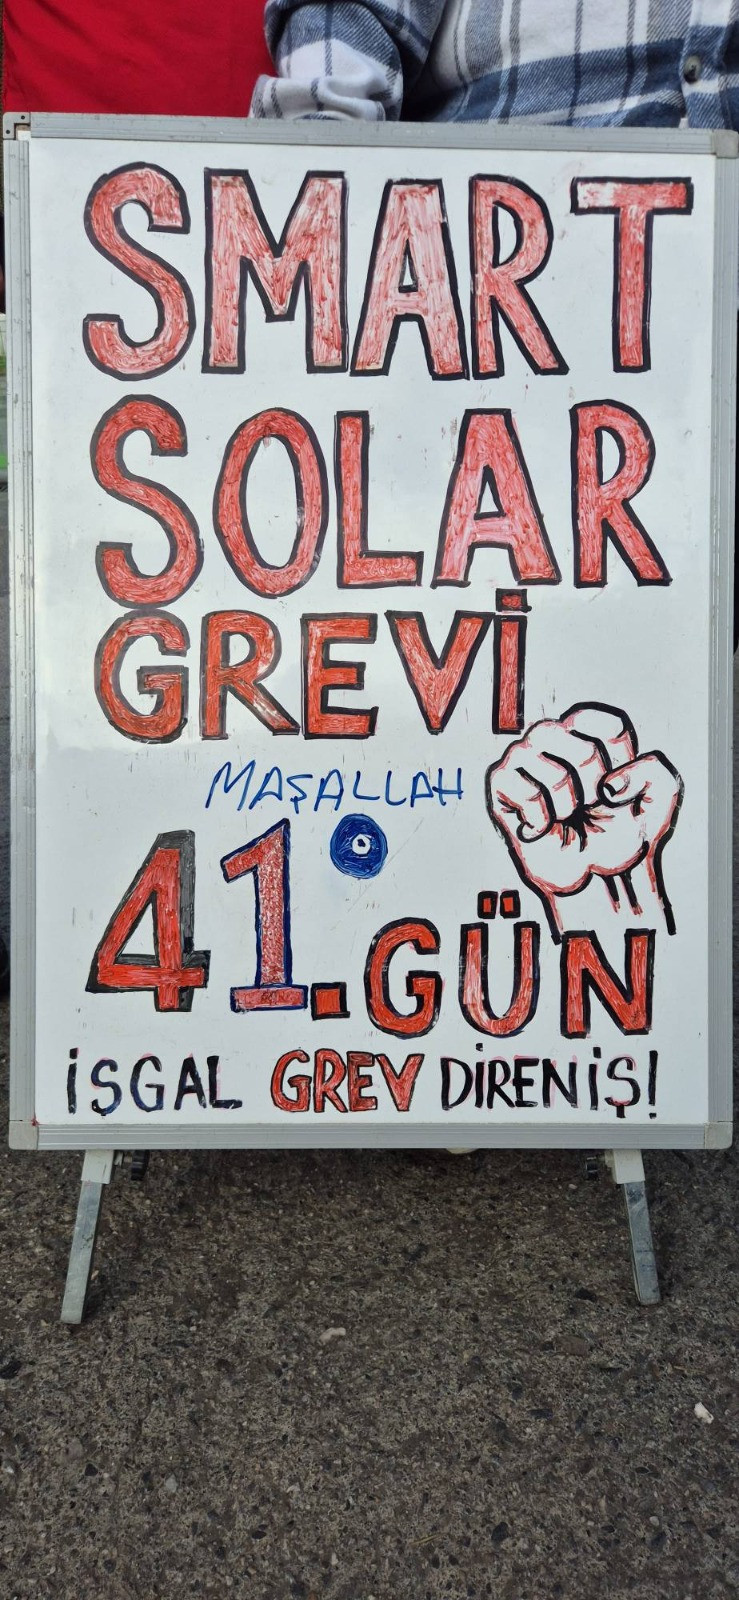 SMART
SOLAR
GREVİ
MAŞALLAH
41.GÜN
İŞGAL GREV DİRENİŞ!